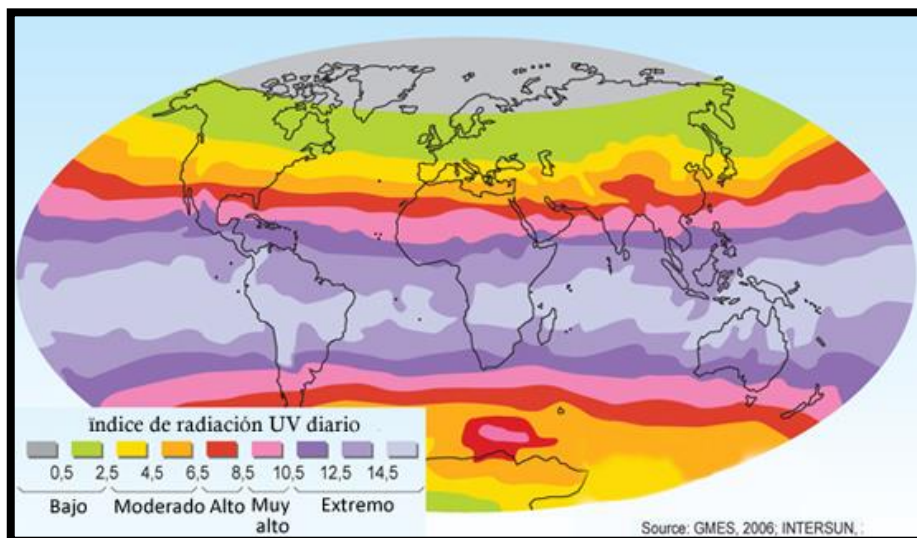 índice de radiación UV diario
0,5 2,5 4,5 6,5 8,5 10,5 12,5 14,5
Bajo Moderado Alto Muy alto Extremo
Source: GMES, 2006; INTERSUN,